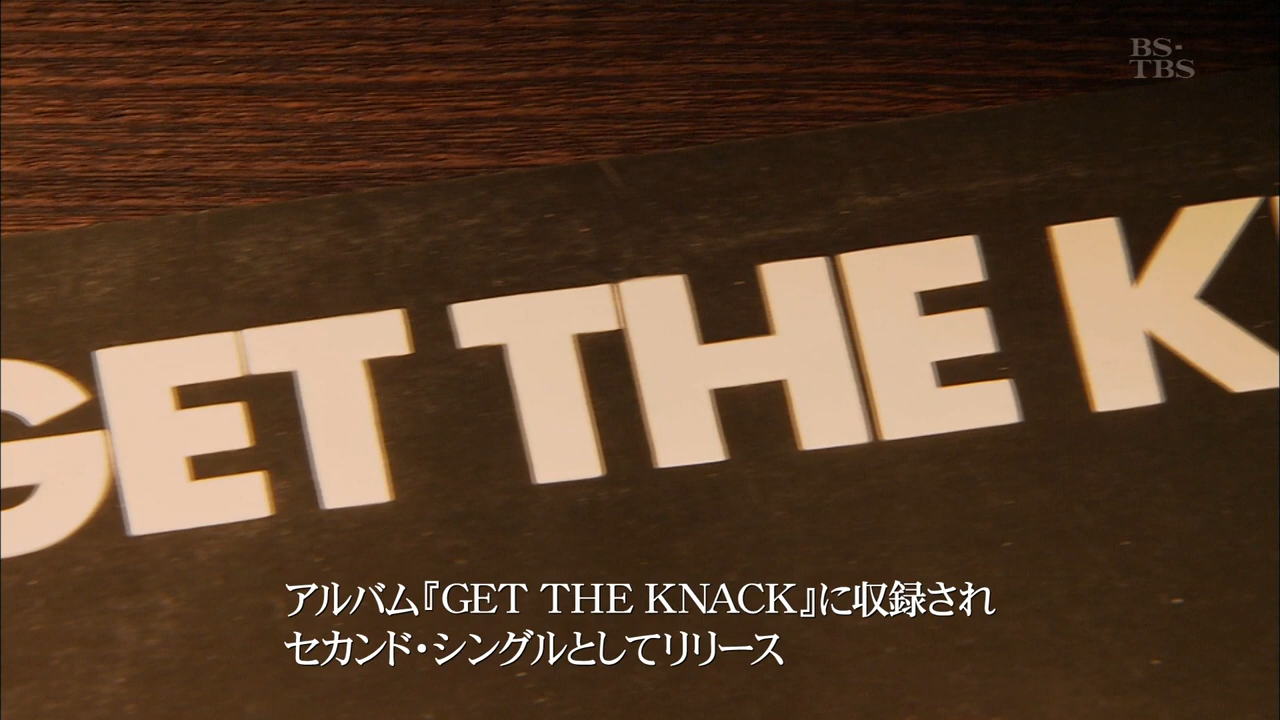 BS-
TBS
GET THE K
アルバム『GET THE KNACK』に収録され
セカンド・シングルとしてリリース